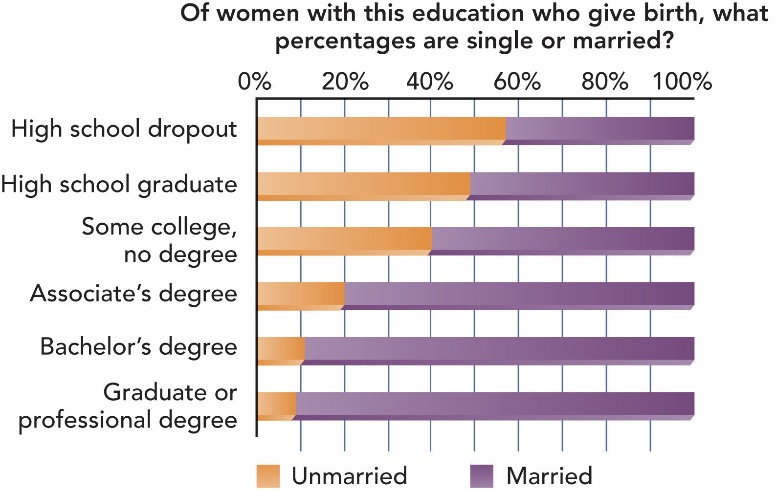 Of women with this education who give birth, what
percentages are single or married?
0% 20% 40% 60% 80% 100%
High school dropout
High school graduate
Some college,
no degree
Associate’s degree
Bachelor’s degree
Graduate or
professional degree
Unmarried Married